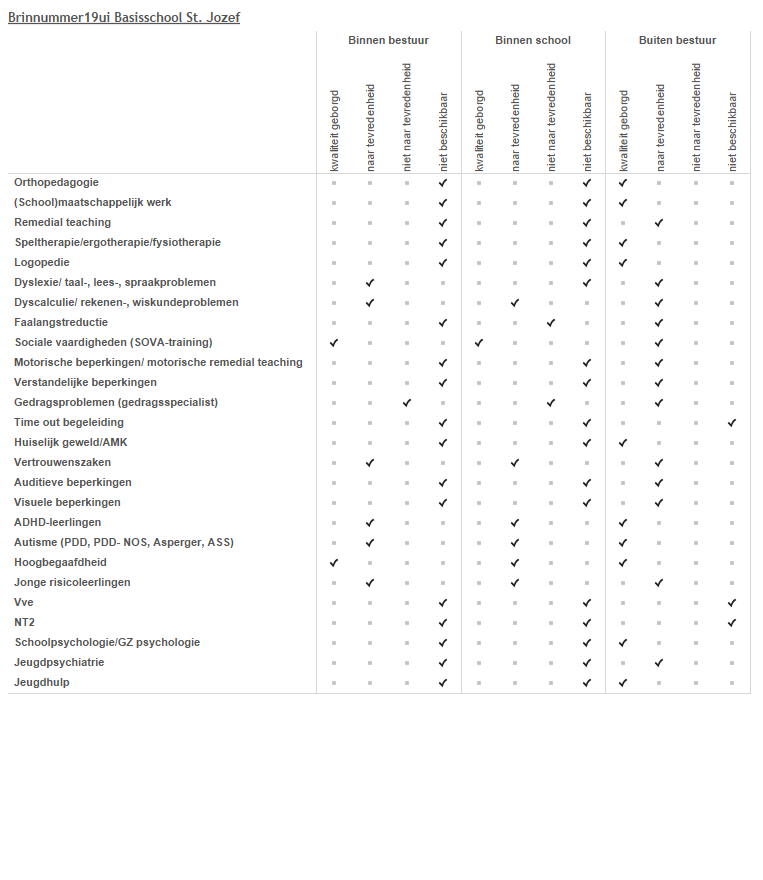 Brinnummer19ui Basisschool St. Jozef
Binnen bestuur Binnen school Buiten bestuur
kwaliteit geborgd naar tevredenheid niet naar tevredenheid niet beschikbaar kwaliteit geborgd naar tevredenheid niet naar tevredenheid niet beschikbaar kwaliteit geborgd naar tevredenheid niet naar tevredenheid niet beschikbaar
Orthopedagogie
(School)maatschappelijk werk
Remedial teaching
Speltherapie/ergotherapie/fysiotherapie
Logopedie
Dyslexie/ taal-, lees-, spraakproblemen
Dyscalculie/ rekenen-, wiskundeproblemen
Faalangstreductie
Sociale vaardigheden (SOVA-training)
Motorische beperkingen/ motorische remedial teaching
Verstandelijke beperkingen
Gedragsproblemen (gedragsspecialist)
Time out begeleiding
Huiselijk geweld/AMK
Vertrouwenszaken
Auditieve beperkingen
Visuele beperkingen
ADHD-leerlingen
Autisme (PDD, PDD- NOS, Asperger, ASS)
Hoogbegaafdheid
Jonge risicoleerlingen
Vve
NT2
Schoolpsychologie/GZ psychologie
Jeugdpsychiatrie
Jeugdhulp